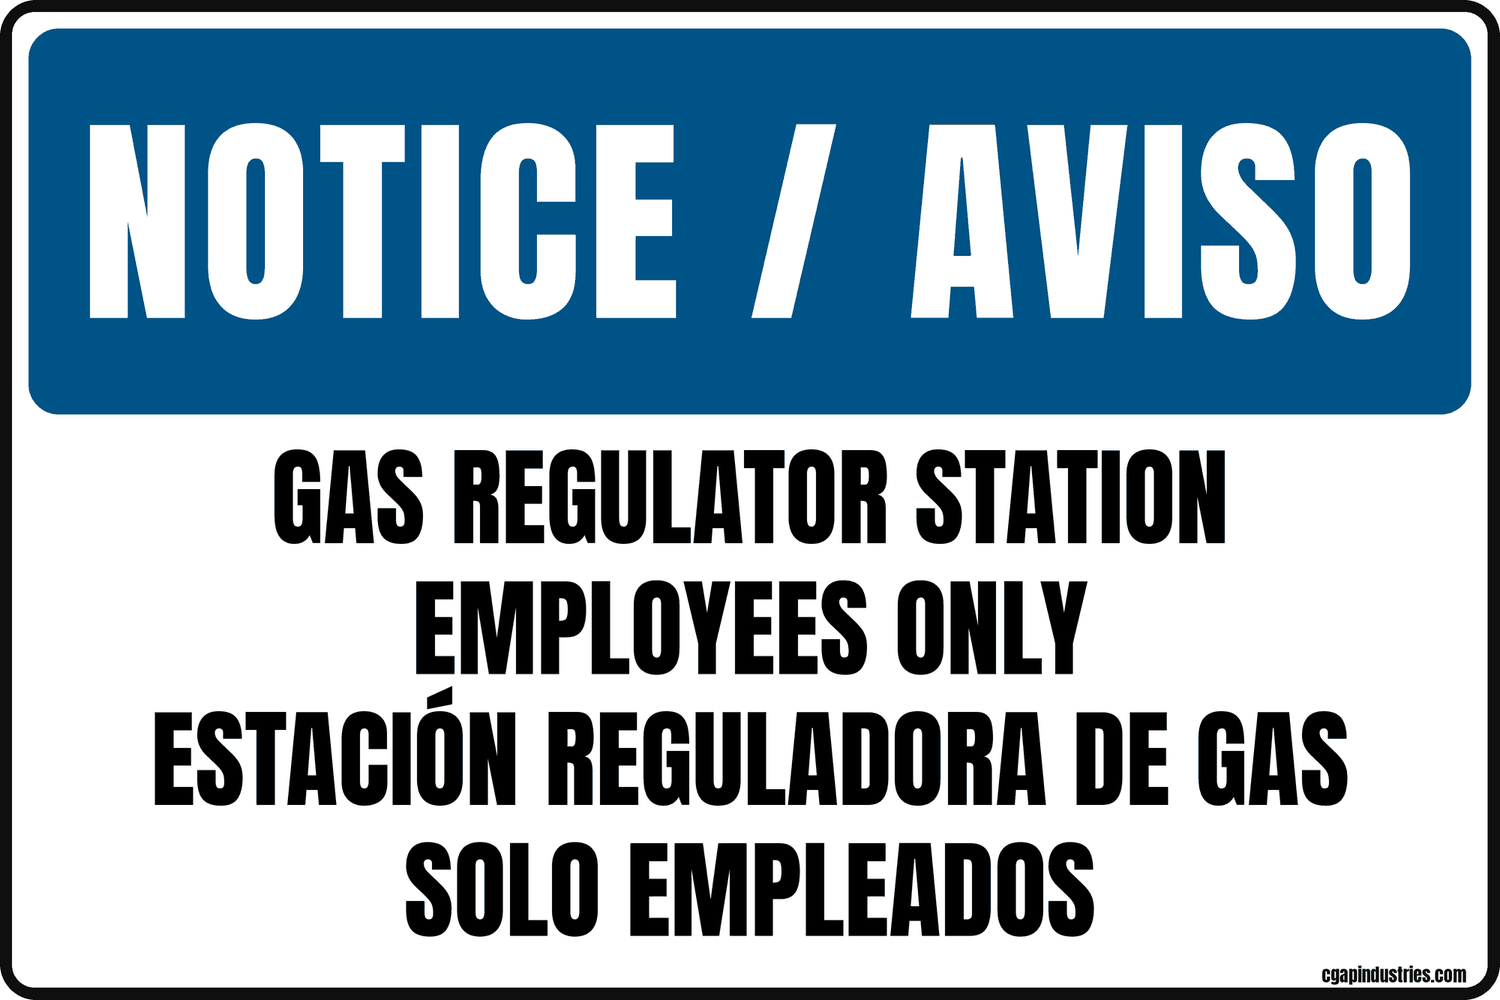 NOTICE / AVISO
GAS REGULATOR STATION
EMPLOYEES ONLY
ESTACIÓN REGULADORA DE GAS
SOLO EMPLEADOS
cgapindustries.com